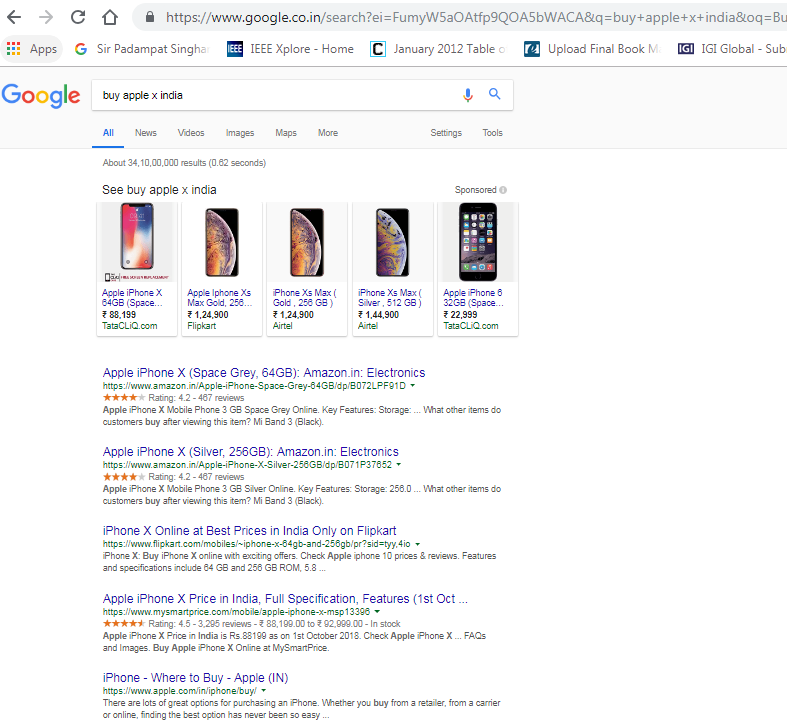 https://www.google.co.in/search?ei=FumyW5aOAtfp9QOA5bWACA&q=buy+apple+x+india&oq=Bu
Apps Sir Padampat Singhan IEEE IEEE Xplore - Home C January 2012 Table o Upload Final Book M IGI IGI Global - Sub
Google buy apple x india
All News Videos Images Maps More Settings Tools
About 34,10,00,000 results (0.62 seconds)
See buy apple x india Sponsored
FREE SCREEN REPLACEMENT
Apple iPhone X 64GB (Space...
₹ 88,199
TataCLiQ.com
Apple Iphone Xs Max Gold, 256...
₹ 1,24,900
Flipkart
iPhone Xs Max ( Gold , 256 GB )
₹ 1,24,900
Airtel
iPhone Xs Max ( Silver , 512 GB )
₹ 1,44,900
Airtel
Apple iPhone 6 32GB (Space...
₹ 22,999
TataCLiQ.com
Apple iPhone X (Space Grey, 64GB): Amazon.in: Electronics
https://www.amazon.in/Apple-iPhone-Space-Grey-64GB/dp/B072LPF91D
Rating: 4.2 - 467 reviews
Apple iPhone X Mobile Phone 3 GB Space Grey Online. Key Features: Storage: ... What other items do
customers buy after viewing this item? Mi Band 3 (Black).
Apple iPhone X (Silver, 256GB): Amazon.in: Electronics
https://www.amazon.in/Apple-iPhone-X-Silver-256GB/dp/B071P37652
Rating: 4.2 - 467 reviews
Apple iPhone X Mobile Phone 3 GB Silver Online. Key Features: Storage: 256.0 ... What other items do
customers buy after viewing this item? Mi Band 3 (Black).
iPhone X Online at Best Prices in India Only on Flipkart
https://www.flipkart.com/mobiles/~iphone-x-64gb-and-256gb/pr?sid=tyy,4io
iPhone X: Buy iPhone X online with exciting offers. Check Apple iphone 10 prices & reviews. Features
and specifications include 64 GB and 256 GB ROM, 5.8 ...
Apple iPhone X Price in India, Full Specification, Features (1st Oct ...
https://www.mysmartprice.com/mobile/apple-iphone-x-msp13396
Rating: 4.5 - 3,295 reviews - ₹ 88,199.00 to ₹ 92,999.00 - In stock
Apple iPhone X Price in India is Rs.88199 as on 1st October 2018. Check Apple iPhone X ... FAQs
and Images. Buy Apple iPhone X Online at MySmartPrice.
iPhone - Where to Buy - Apple (IN)
https://www.apple.com/in/iphone/buy/
There are lots of great options for purchasing an iPhone. Whether you buy from a retailer, from a carrier
or online, finding the best option has never been so easy ...